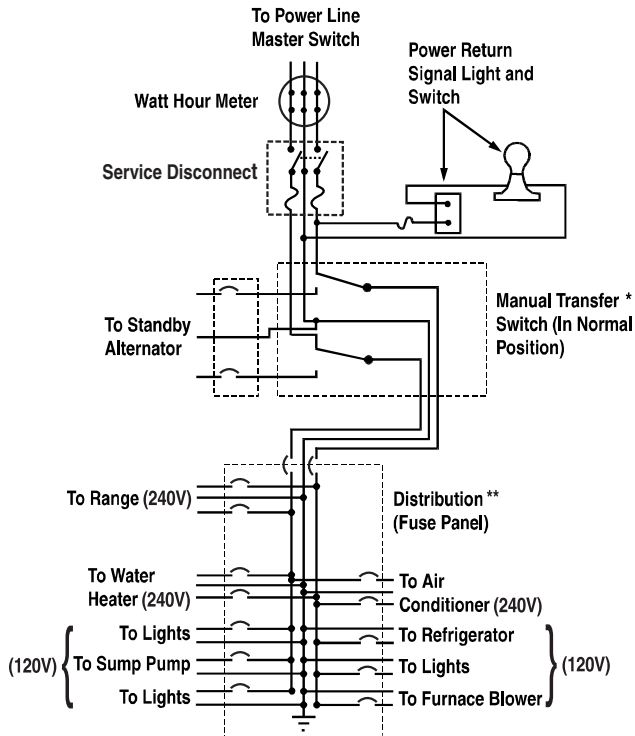 To Power Line
Master Switch
Power Return
Signal Light and
Switch
Watt Hour Meter
Service Disconnect
Manual Transfer *
Switch (In Normal
Position)
To Standby
Alternator
To Range (240V)
Distribution **
(Fuse Panel)
To Water
Heater (240V)
To Air
Conditioner (240V)
To Lights
To Refrigerator
(120V)
To Sump Pump
To Lights
(120V)
To Lights
To Furnace Blower